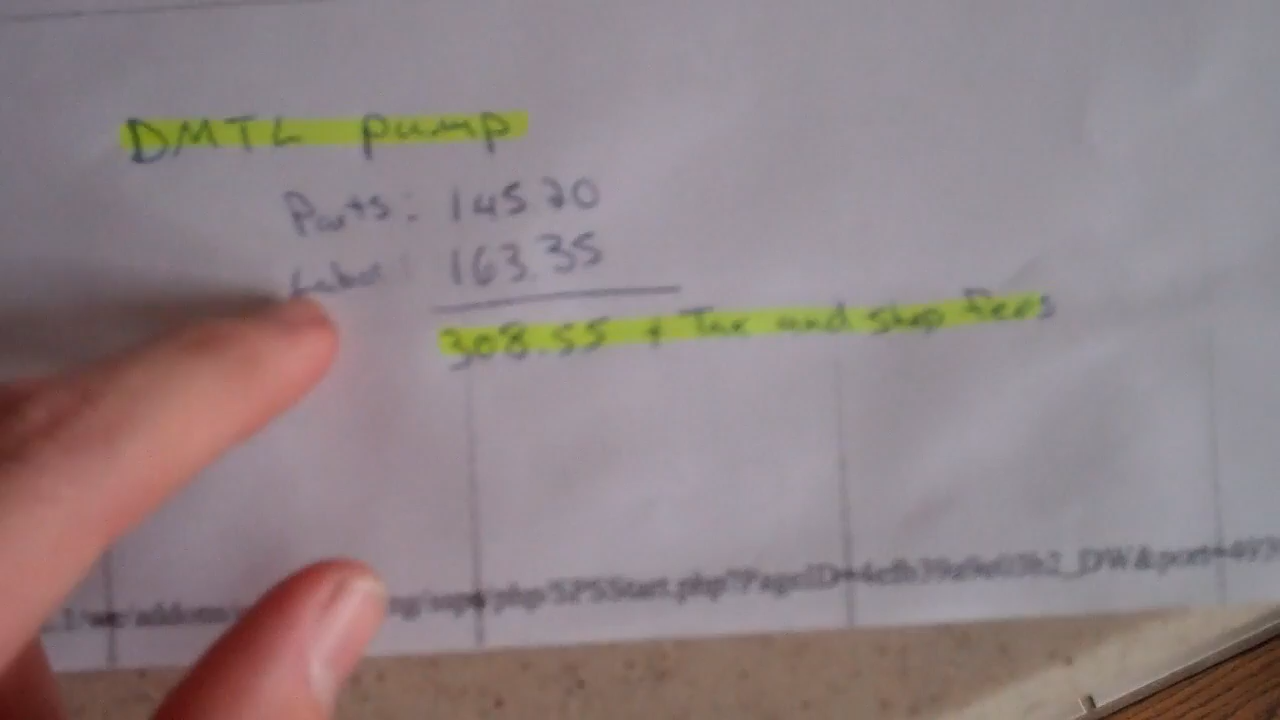 DMTL pump
Parts: 145.20
Labor: 163.35
308.55 + Tax and shop fees